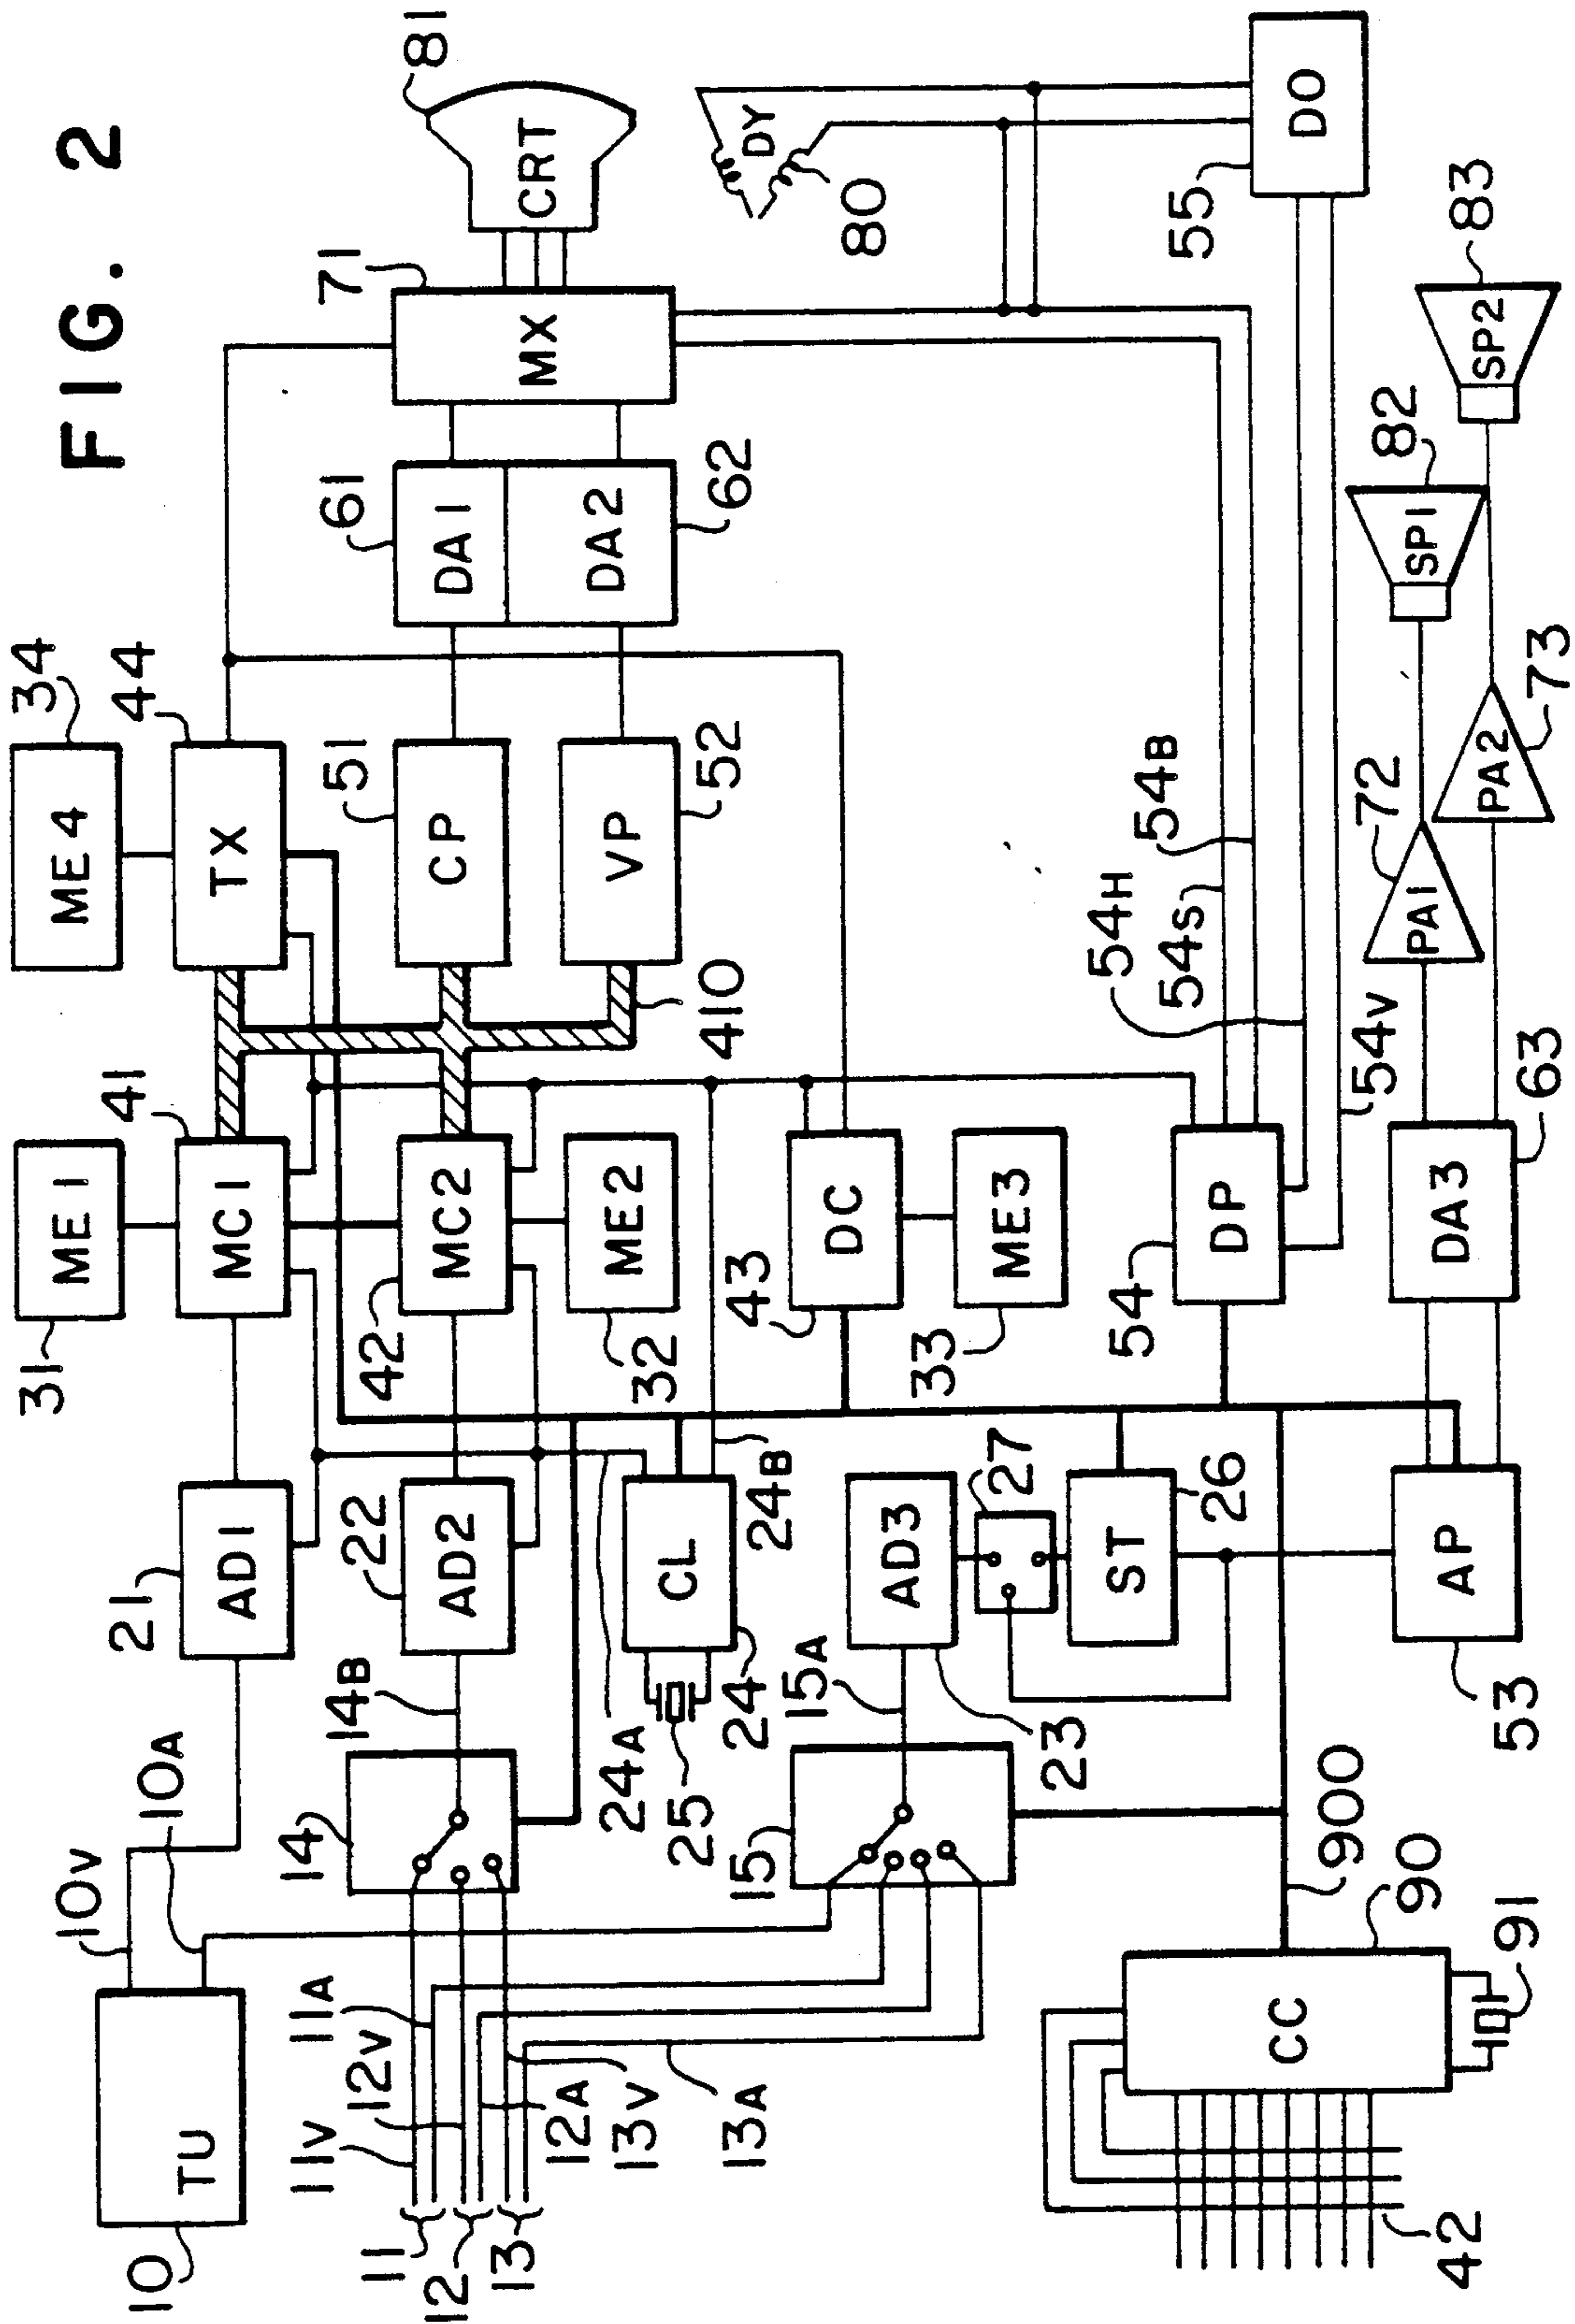 FIG. 2
10
TU
10V
10A
21
AD1
31
ME1
41
MC1
34
ME4
44
TX
11
12
13
11V
11A
12V
12A
13V
13A
14
14B
22
AD2
42
MC2
32
ME2
410
51
CP
52
VP
61
DA1
62
DA2
71
MX
81
CRT
80
DY
24A
25
24
CL
24B
15
15A
23
AD3
27
26
ST
43
DC
33
ME3
54
DP
54H
54S
54B
54V
55
DO
42
CC
90
91
900
53
AP
63
DA3
72
PA1
73
PA2
82
SP1
83
SP2